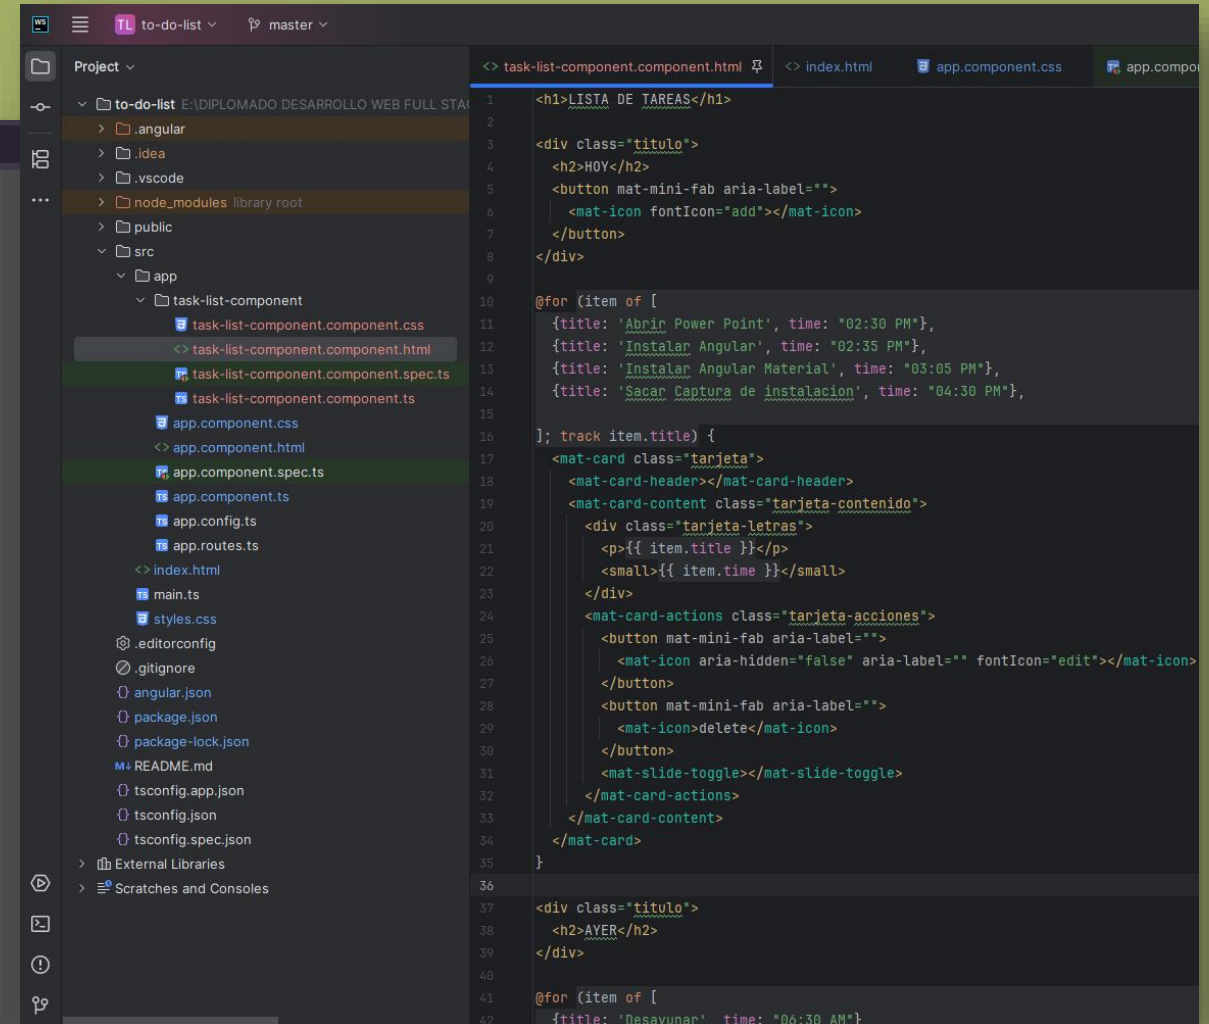 WS
TL to-do-list master
Project
to-do-list E:\DIPLOMADO DESARROLLO WEB FULL STA
.angular
.idea
.vscode
node_modules library root
public
src
app
task-list-component
task-list-component.component.css
task-list-component.component.html
task-list-component.component.spec.ts
TS task-list-component.component.ts
app.component.css
<> app.component.html
app.component.spec.ts
TS app.component.ts
TS app.config.ts
TS app.routes.ts
<> index.html
TS main.ts
styles.css
.editorconfig
.gitignore
{} angular.json
{} package.json
{} package-lock.json
M↓ README.md
{} tsconfig.app.json
{} tsconfig.json
{} tsconfig.spec.json
External Libraries
Scratches and Consoles
<> task-list-component.component.html <> index.html app.component.css app.compon
1 <h1>LISTA DE TAREAS</h1>
2
3 <div class="titulo">
4 <h2>HOY</h2>
5 <button mat-mini-fab aria-label="">
6 <mat-icon fontIcon="add"></mat-icon>
7 </button>
8 </div>
9
10 @for (item of [
11 {title: 'Abrir Power Point', time: "02:30 PM"},
12 {title: 'Instalar Angular', time: "02:35 PM"},
13 {title: 'Instalar Angular Material', time: "03:05 PM"},
14 {title: 'Sacar Captura de instalacion', time: "04:30 PM"},
15
16 ]; track item.title) {
17 <mat-card class="tarjeta">
18 <mat-card-header></mat-card-header>
19 <mat-card-content class="tarjeta-contenido">
20 <div class="tarjeta-letras">
21 <p>{{ item.title }}</p>
22 <small>{{ item.time }}</small>
23 </div>
24 <mat-card-actions class="tarjeta-acciones">
25 <button mat-mini-fab aria-label="">
26 <mat-icon aria-hidden="false" aria-label="" fontIcon="edit"></mat-icon>
27 </button>
28 <button mat-mini-fab aria-label="">
29 <mat-icon>delete</mat-icon>
30 </button>
31 <mat-slide-toggle></mat-slide-toggle>
32 </mat-card-actions>
33 </mat-card-content>
34 </mat-card>
35 }
36
37 <div class="titulo">
38 <h2>AYER</h2>
39 </div>
40
41 @for (item of [
42 {title: 'Desayunar', time: "06:30 AM"}